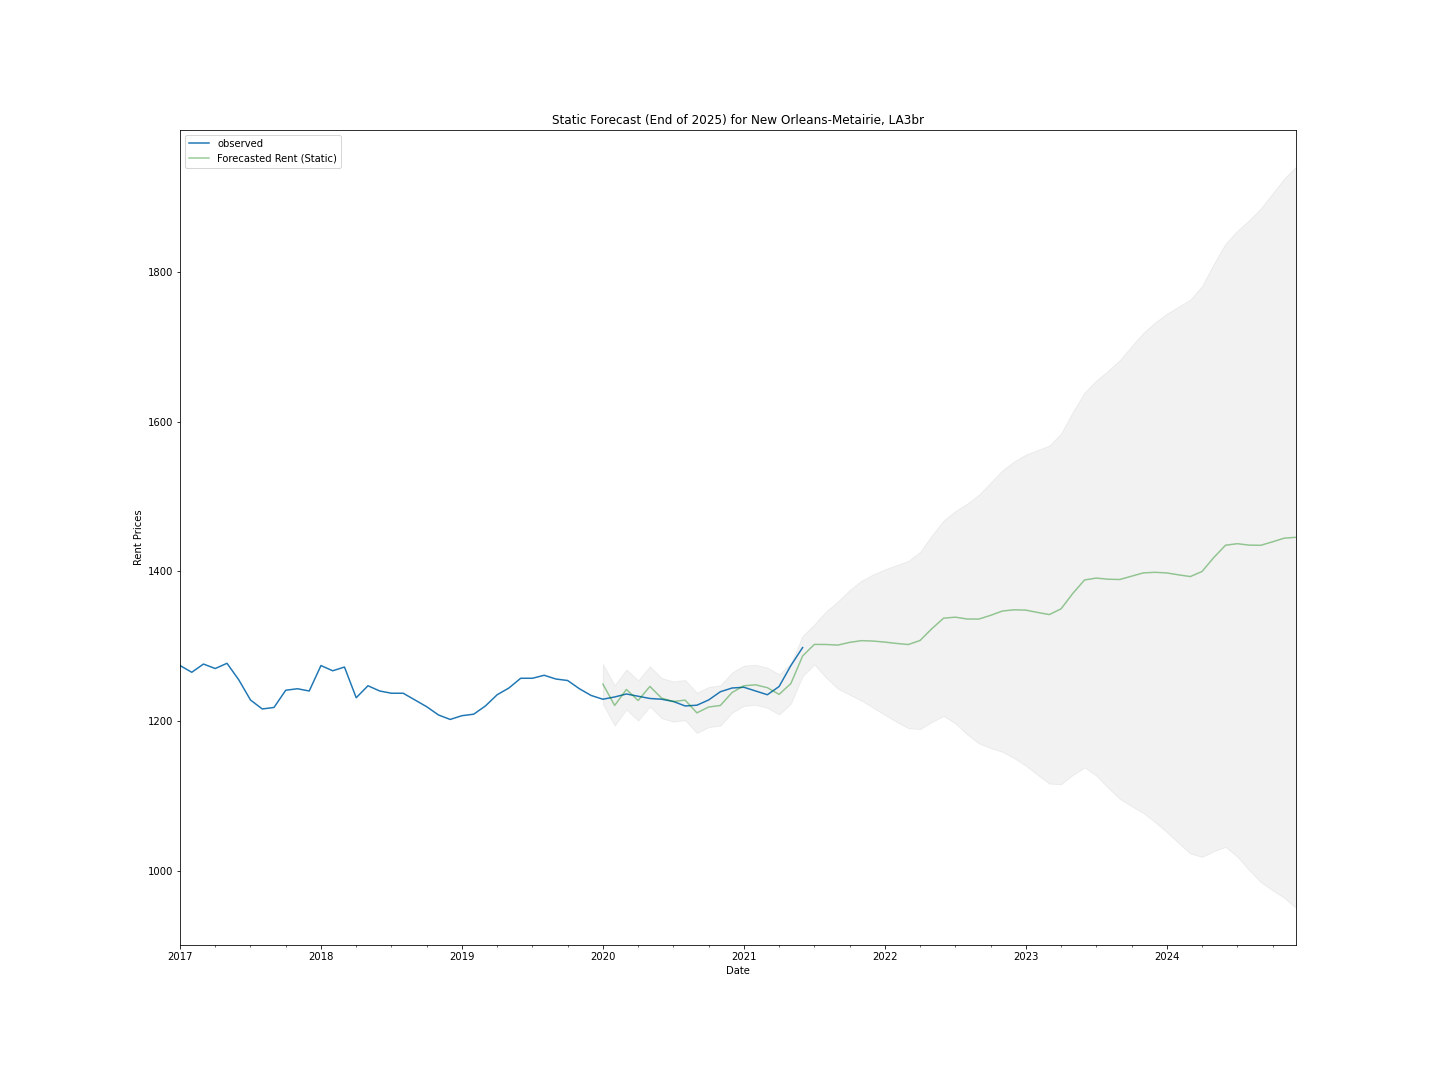 Static Forecast (End of 2025) for New Orleans-Metairie, LA3br
observed
Forecasted Rent (Static)
1800
1600
1400
1200
1000
Rent Prices
2017 2018 2019 2020 2021 2022 2023 2024
Date